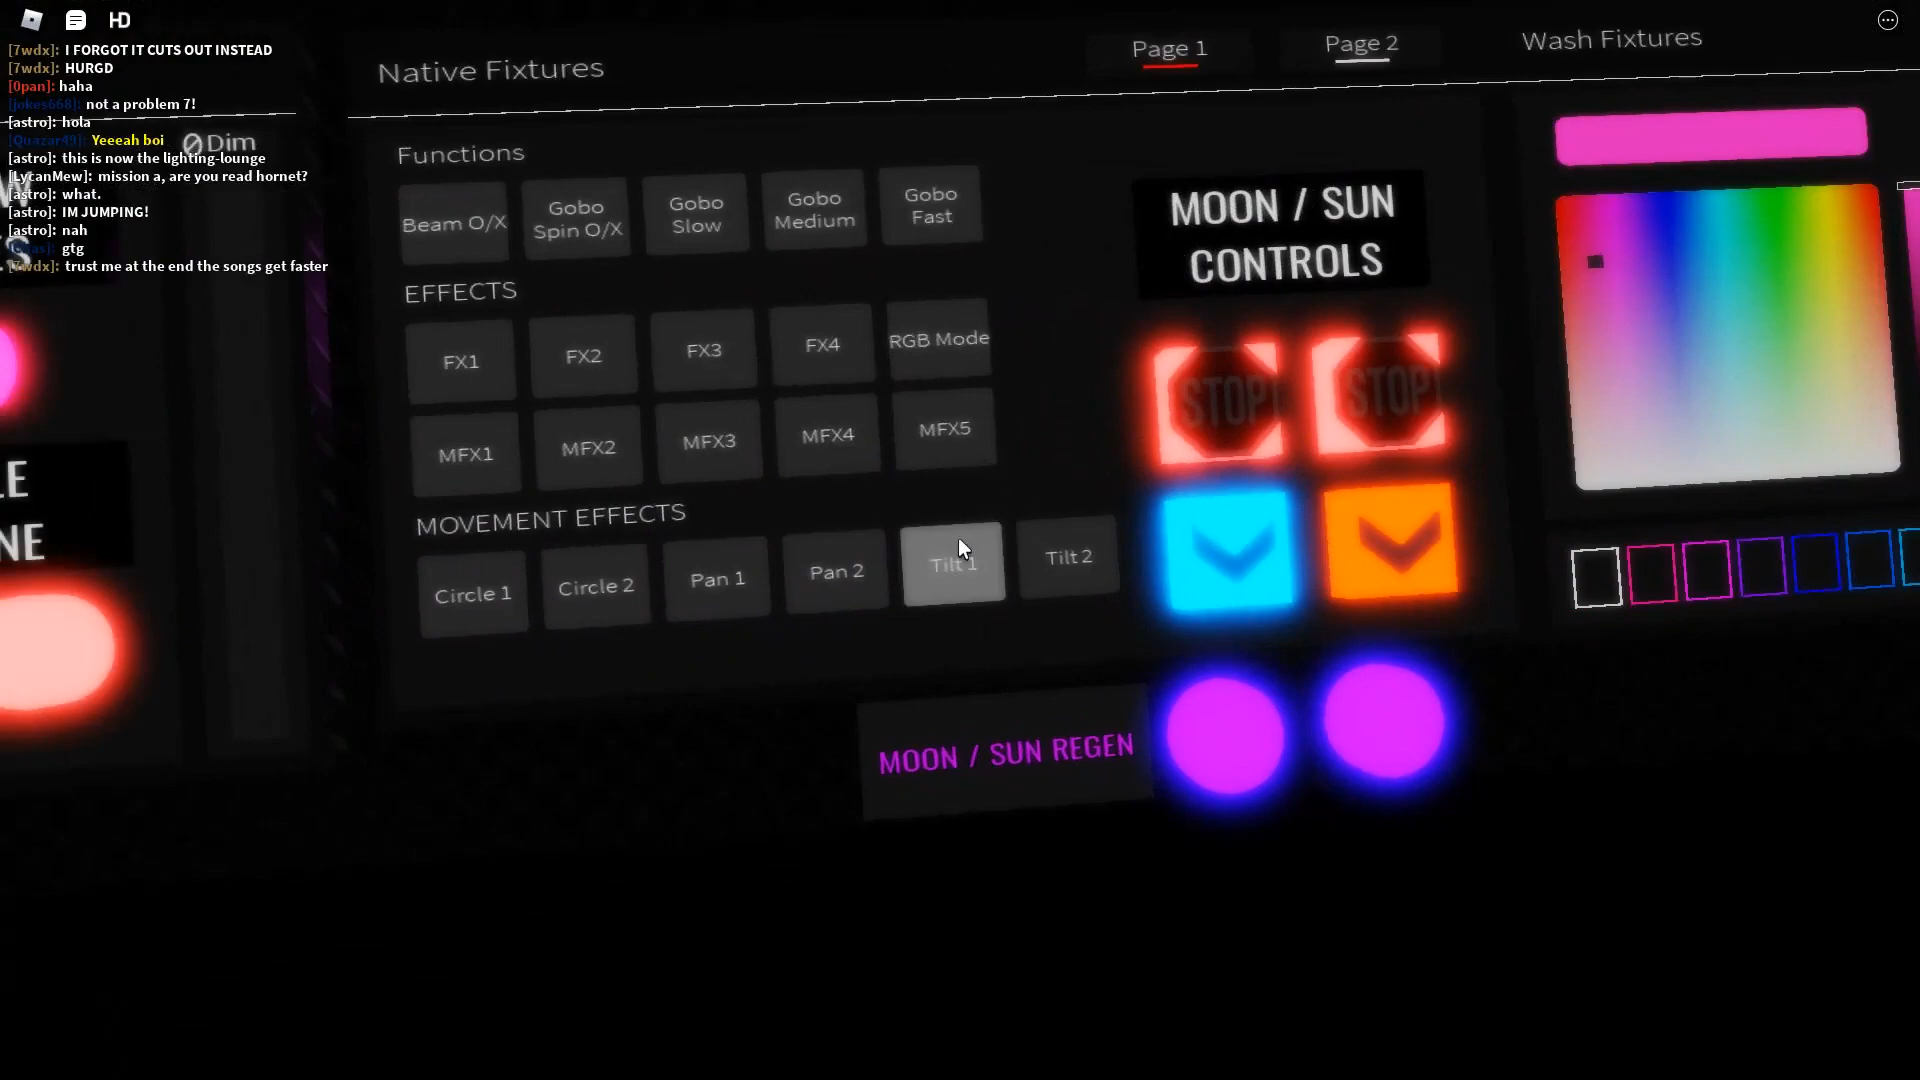 HD
[7wdx]: I FORGOT IT CUTS OUT INSTEAD
[7wdx]: HURGD
[0pan]: haha
[jokes668]: not a problem 7!
[astro]: hola
[Quazar49]: Yeeeah boi
[astro]: this is now the lighting-lounge
[LycanMew]: mission a, are you read hornet?
[astro]: what.
[astro]: IM JUMPING!
[astro]: nah
gtg
[7wdx]: trust me at the end the songs get faster
Dim
LE
NE
Native Fixtures
Page 1
Page 2
Functions
Beam O/X
Gobo
Spin O/X
Gobo
Slow
Gobo
Medium
Gobo
Fast
EFFECTS
FX1
FX2
FX3
FX4
RGB Mode
MFX1
MFX2
MFX3
MFX4
MFX5
MOVEMENT EFFECTS
Circle 1
Circle 2
Pan 1
Pan 2
Tilt 1
Tilt 2
MOON / SUN
CONTROLS
STOP
STOP
MOON / SUN REGEN
Wash Fixtures